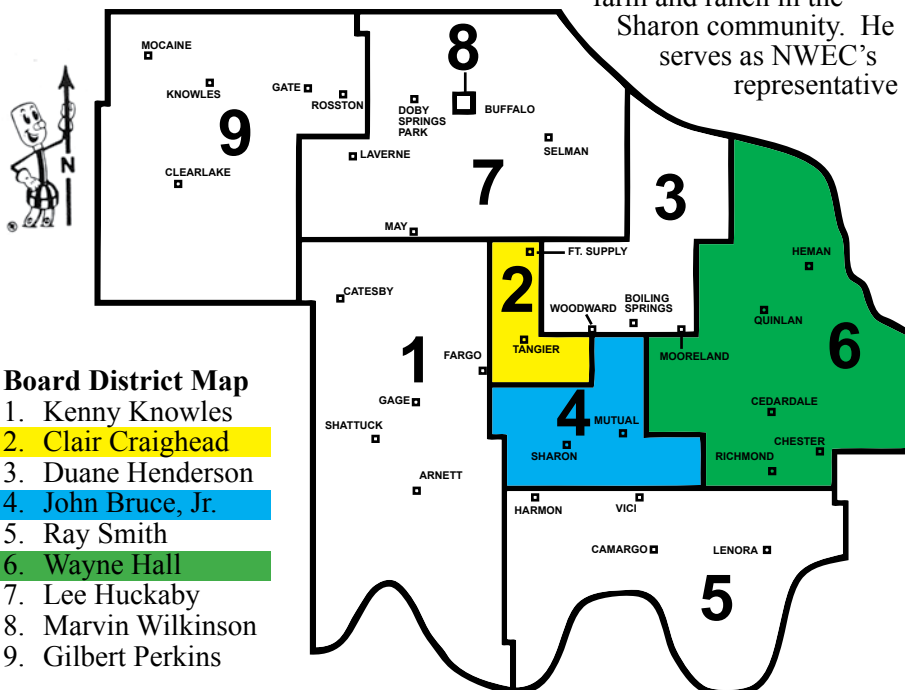 farm and ranch in the
Sharon community. He
serves as NWEC's
representative
MOCAINE
8
KNOWLES
GATE
ROSSTON
DOBY
SPRINGS
PARK
BUFFALO
9
SELMAN
LAVERNE
N
CLEARLAKE
7
3
MAY
FT. SUPPLY
HEMAN
2
CATESBY
WOODWARD
BOILING
SPRINGS
QUINLAN
TANGIER
MOORELAND
6
1
FARGO
GAGE
4
MUTUAL
CEDARDALE
SHATTUCK
SHARON
CHESTER
RICHMOND
ARNETT
HARMON
VICI
CAMARGO
LENORA
5
Board District Map
1. Kenny Knowles
2. Clair Craighead
3. Duane Henderson
4. John Bruce, Jr.
5. Ray Smith
6. Wayne Hall
7. Lee Huckaby
8. Marvin Wilkinson
9. Gilbert Perkins
®